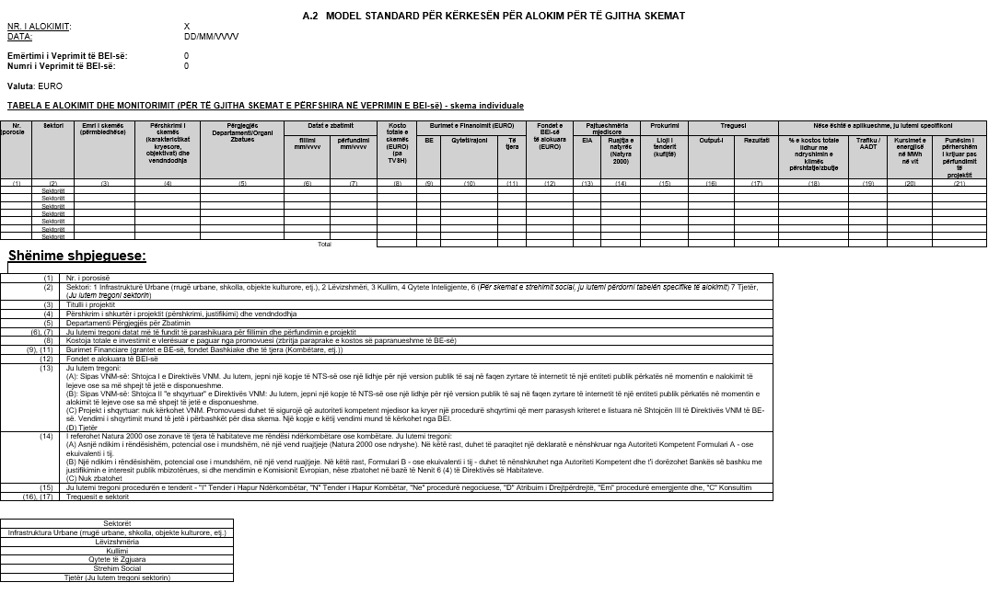 A.2 MODEL STANDARD PËR KËRKESËN PËR ALOKIM PËR TË GJITHA SKEMAT
NR. I ALOKIMIT: X
DATA: DD/MM/VVVV
Emërtimi i Veprimit të BEI-së: 0
Numri i Veprimit të BEI-së: 0
Valuta: EURO
TABELA E ALOKIMIT DHE MONITORIMIT (PËR TË GJITHA SKEMAT E PËRFSHIRA NË VEPRIMIN E BEI-së) - skema individuale
Nr. porosie
Sektori
Emri i skemës (përmbledhëse)
Përshkrimi i skemës (karakteristikat kryesore, objektivat) dhe vendndodhja
Përgjegjës Departamenti/Organi Zbatues
Datat e zbatimit
fillimi mm/vvvv
përfundimi mm/vvvv
Kosto totale e skemës (EURO) (pa TVSH)
Burimet e Financimit (EURO)
BE
Qyteti/rajoni
Të tjera
Fondet e BEI-së të alokuara (EURO)
Pajtueshmëria mjedisore
EIA
Ruajtja e natyrës (Natyra 2000)
Prokurimi
Lloji i tenderit (kufijtë)
Treguesi
Output-i
Rezultati
Nëse është e aplikueshme, ju lutemi specifikoni
% e kostos totale lidhur me ndryshimin e klimës përshtatje/zbutje
Trafiku / AADT
Kursimet e energjisë në MWh në vit
Punësim i përhershëm i krijuar pas përfundimit të projektit
(1) (2) (3) (4) (5) (6) (7) (8) (9) (10) (11) (12) (13) (14) (15) (16) (17) (18) (19) (20) (21)
Sektorët
Sektorët
Sektorët
Sektorët
Sektorët
Sektorët
Sektorët
Total
Shënime shpjeguese:
(1) Nr. i porosisë
(2) Sektori: 1 Infrastrukturë Urbane (rrugë urbane, shkolla, objekte kulturore, etj.), 2 Lëvizshmëri, 3 Kullim, 4 Qytete Inteligjente, 6 (Për skemat e strehimit social, ju lutemi përdorni tabelën specifike të alokimit) 7 Tjetër,
(Ju lutem tregoni sektorin)
(3) Titulli i projektit
(4) Përshkrim i shkurtër i projektit (përshkrimi, justifikimi) dhe vendndodhja
(5) Departamenti Përgjegjës për Zbatimin
(6), (7) Ju lutemi tregoni datat më të fundit të parashikuara për fillimin dhe përfundimin e projektit
(8) Kostoja totale e investimit e vlerësuar e paguar nga promovuesi (zbritja paraprake e kostos së papranueshme të BE-së)
(9), (11) Burimet Financiare (grantet e BE-së, fondet Bashkiake dhe të tjera (Kombëtare, etj.))
(12) Fondet e alokuara të BEI-së
(13) Ju lutem tregoni:
(A): Sipas VNM-së: Shtojca I e Direktivës VNM. Ju lutem, jepni një kopje të NTS-së ose një lidhje për një version publik të saj në faqen zyrtare të internetit të një entiteti publik përkatës në momentin e nalokimit të
lejeve ose sa më shpejt të jetë e disponueshme.
(B): Sipas VNM-së: Shtojca II "e shqyrtuar" e Direktivës VNM: Ju lutem, jepni një kopje të NTS-së ose një lidhje për një version publik të saj në faqen zyrtare të internetit të një entiteti publik përkatës në momentin e
alokimit të lejeve ose sa më shpejt të jetë e disponueshme.
(C) Projekt i shqyrtuar: nuk kërkohet VNM. Promovuesi duhet të sigurojë që autoriteti kompetent mjedisor ka kryer një procedurë shqyrtimi që merr parasysh kriteret e listuara në Shtojcën III të Direktivës VNM të BE-
së. Vendimi i shqyrtimit mund të jetë i përbashkët për disa skema. Një kopje e këtij vendimi mund të kërkohet nga BEI.
(D) Tjetër
(14) I referohet Natura 2000 ose zonave të tjera të habitateve me rëndësi ndërkombëtare ose kombëtare. Ju lutemi tregoni:
(A) Asnjë ndikim i rëndësishëm, potencial ose i mundshëm, në një vend ruajtjeje (Natura 2000 ose ndryshe). Në këtë rast, duhet të paraqitet një deklaratë e nënshkruar nga Autoriteti Kompetent Formulari A - ose
ekuivalenti i tij.
(B) Një ndikim i rëndësishëm, potencial ose i mundshëm, në një vend ruajtjeje. Në këtë rast, Formulari B - ose ekuivalenti i tij - duhet të nënshkruhet nga Autoriteti Kompetent dhe t'i dorëzohet Bankës së bashku me
justifikimin e interesit publik mbizotërues, si dhe mendimin e Komisionit Evropian, nëse zbatohet në bazë të Nenit 6 (4) të Direktivës së Habitateve.
(C) Nuk zbatohet
(15) Ju lutemi tregoni procedurën e tenderit - "I" Tender i Hapur Ndërkombëtar, "N" Tender i Hapur Kombëtar, "Ne" procedurë negociuese, "D" Atribuim i Drejtpërdrejtë, "Em" procedurë emergjente dhe, "C" Konsultim
(16), (17) Treguesit e sektorit
Sektorët
Infrastruktura Urbane (rrugë urbane, shkolla, objekte kulturore, etj.)
Lëvizshmëria
Kullimi
Qytete të Zgjuara
Strehim Social
Tjetër (Ju lutem tregoni sektorin)